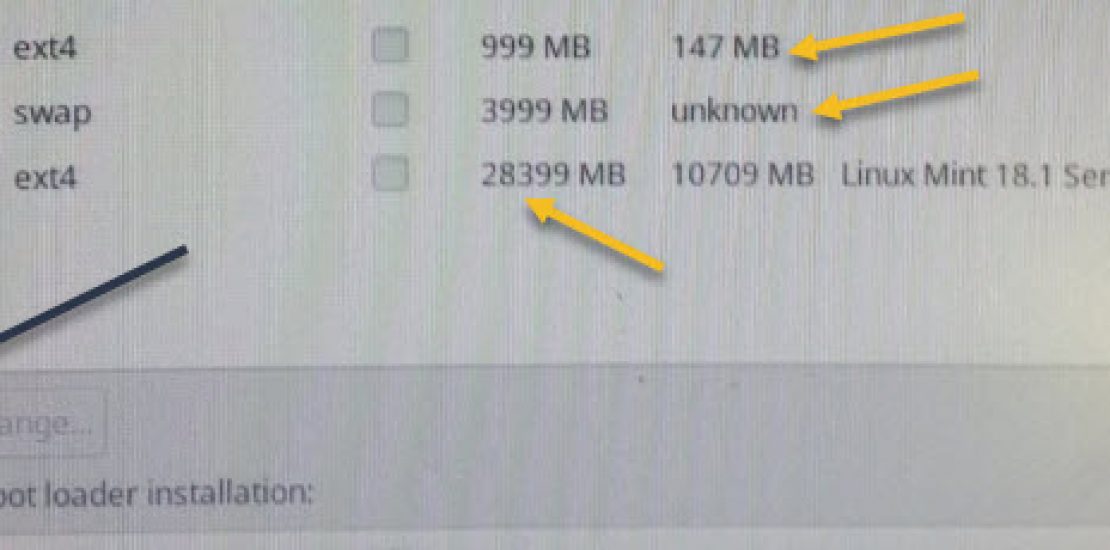 ext4 999 MB 147 MB
swap 3999 MB unknown
ext4 28399 MB 10709 MB Linux Mint 18.1 Ser
ange...
oot loader installation: